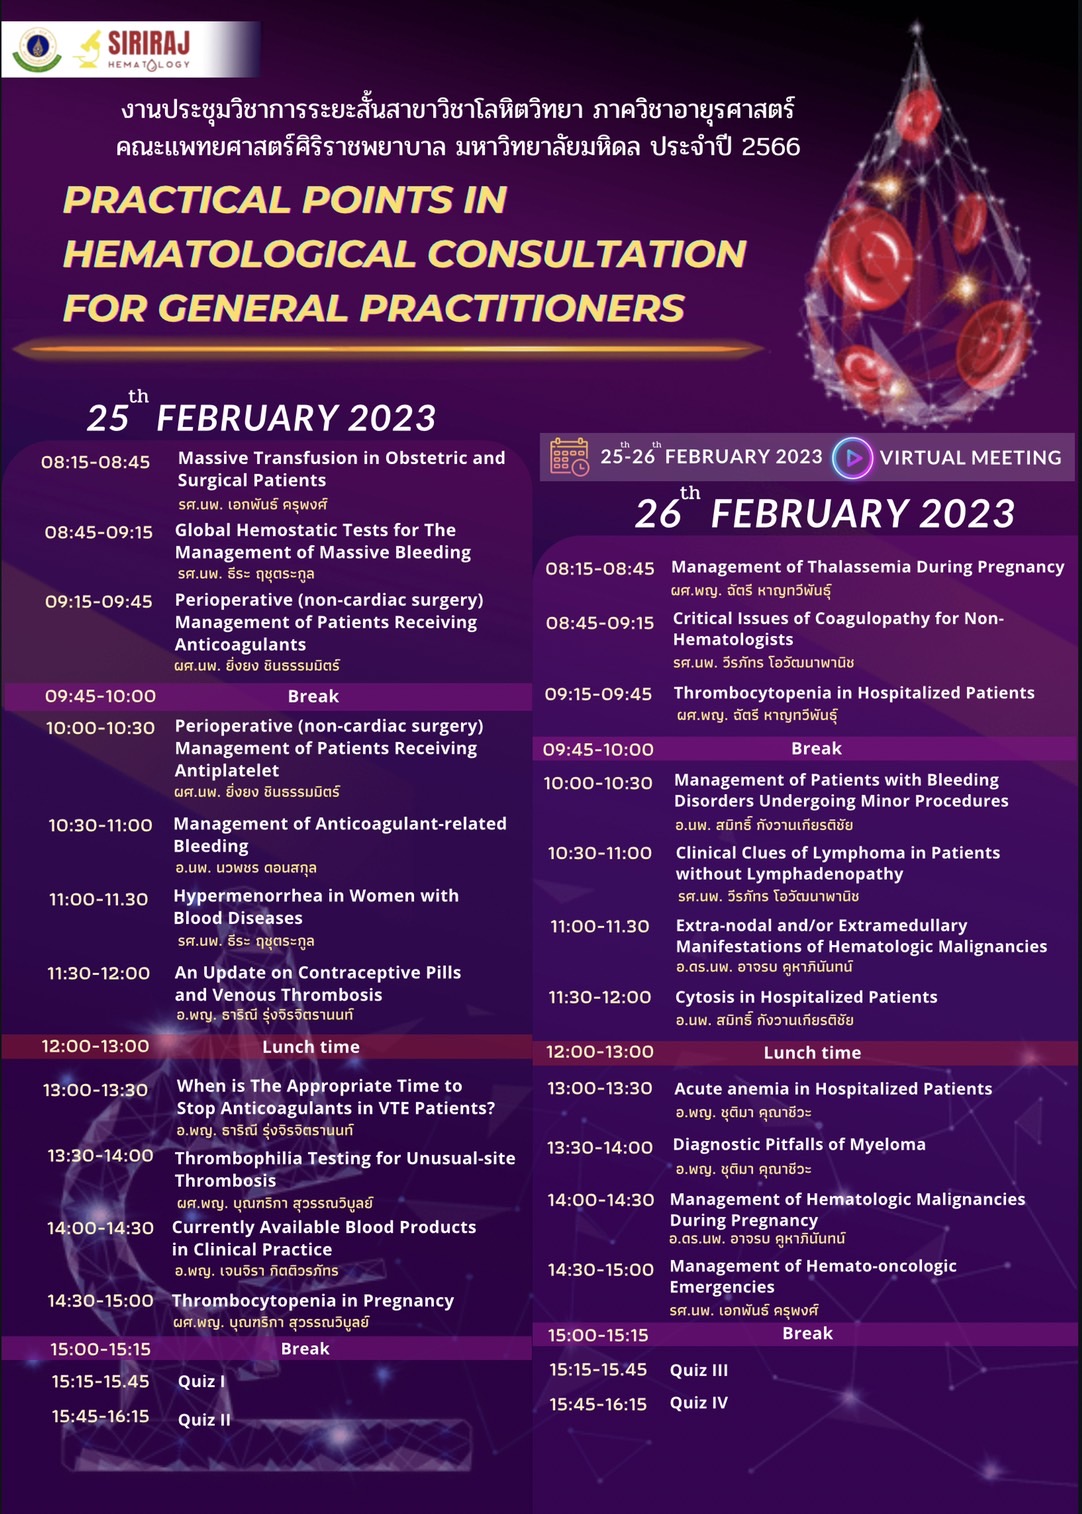 SIRIRAJ
HEMATOLOGY
งานประชุมวิชาการระยะสั้นสาขาวิชาโลหิตวิทยา ภาควิชาอายุรศาสตร์
คณะแพทยศาสตร์ศิริราชพยาบาล มหาวิทยาลัยมหิดล ประจำปี 2566
PRACTICAL POINTS IN
HEMATOLOGICAL CONSULTATION
FOR GENERAL PRACTITIONERS
25th FEBRUARY 2023
08:15-08:45 Massive Transfusion in Obstetric and
Surgical Patients
รศ.นพ. เอกพันธ์ ครุพงศ์
08:45-09:15 Global Hemostatic Tests for The
Management of Massive Bleeding
รศ.นพ. ธีระ ฤชุตระกูล
09:15-09:45 Perioperative (non-cardiac surgery)
Management of Patients Receiving
Anticoagulants
ผศ.นพ. ยิ่งยง ชินธรรมมิตร์
09:45-10:00 Break
10:00-10:30 Perioperative (non-cardiac surgery)
Management of Patients Receiving
Antiplatelet
ผศ.นพ. ยิ่งยง ชินธรรมมิตร์
10:30-11:00 Management of Anticoagulant-related
Bleeding
อ.นพ. นวพชร ดอนสกุล
11:00-11.30 Hypermenorrhea in Women with
Blood Diseases
รศ.นพ. ธีระ ฤชุตระกูล
11:30-12:00 An Update on Contraceptive Pills
and Venous Thrombosis
อ.พญ. ธาริณี รุ่งจิรจิตรานนท์
12:00-13:00 Lunch time
13:00-13:30 When is The Appropriate Time to
Stop Anticoagulants in VTE Patients?
อ.พญ. ธาริณี รุ่งจิรจิตรานนท์
13:30-14:00 Thrombophilia Testing for Unusual-site
Thrombosis
ผศ.พญ. บุณฑริกา สุวรรณวิบูลย์
14:00-14:30 Currently Available Blood Products
in Clinical Practice
อ.พญ. เจนจิรา กิตติวรภัทร
14:30-15:00 Thrombocytopenia in Pregnancy
ผศ.พญ. บุณฑริกา สุวรรณวิบูลย์
15:00-15:15 Break
15:15-15.45 Quiz I
15:45-16:15 Quiz II
25th-26th FEBRUARY 2023 VIRTUAL MEETING
26th FEBRUARY 2023
08:15-08:45 Management of Thalassemia During Pregnancy
ผศ.พญ. ฉัตรี หาญทวีพันธุ์
08:45-09:15 Critical Issues of Coagulopathy for Non-
Hematologists
รศ.นพ. วีรภัทร โอวัฒนาพานิช
09:15-09:45 Thrombocytopenia in Hospitalized Patients
ผศ.พญ. ฉัตรี หาญทวีพันธุ์
09:45-10:00 Break
10:00-10:30 Management of Patients with Bleeding
Disorders Undergoing Minor Procedures
อ.นพ. สมิทธิ์ กังวานเกียรติชัย
10:30-11:00 Clinical Clues of Lymphoma in Patients
without Lymphadenopathy
รศ.นพ. วีรภัทร โอวัฒนาพานิช
11:00-11.30 Extra-nodal and/or Extramedullary
Manifestations of Hematologic Malignancies
อ.ดร.นพ. อาจรบ คูหาภินันทน์
11:30-12:00 Cytosis in Hospitalized Patients
อ.นพ. สมิทธิ์ กังวานเกียรติชัย
12:00-13:00 Lunch time
13:00-13:30 Acute anemia in Hospitalized Patients
อ.พญ. ชุติมา คุณาชีวะ
13:30-14:00 Diagnostic Pitfalls of Myeloma
อ.พญ. ชุติมา คุณาชีวะ
14:00-14:30 Management of Hematologic Malignancies
During Pregnancy
อ.ดร.นพ. อาจรบ คูหาภินันทน์
14:30-15:00 Management of Hemato-oncologic
Emergencies
รศ.นพ. เอกพันธ์ ครุพงศ์
15:00-15:15 Break
15:15-15.45 Quiz III
15:45-16:15 Quiz IV